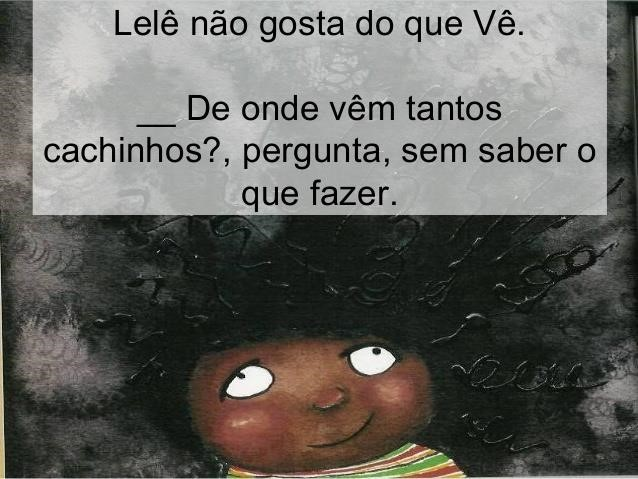 Lelê não gosta do que Vê.
__ De onde vêm tantos
cachinhos?, pergunta, sem saber o
que fazer.